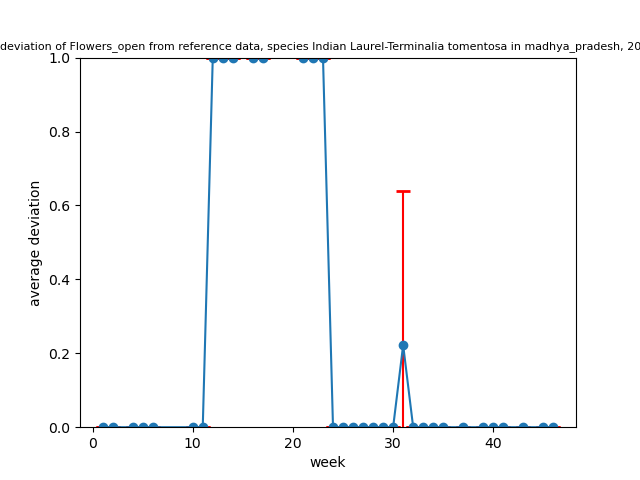 deviation of Flowers_open from reference data, species Indian Laurel-Terminalia tomentosa in madhya_pradesh, 20
1.0
0.8
0.6
0.4
0.2
0.0
average deviation
0 10 20 30 40
week